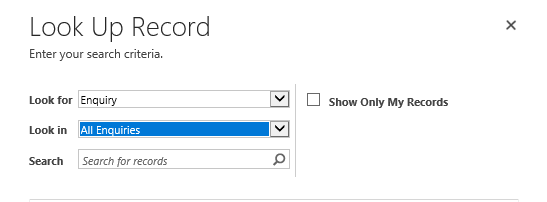 Look Up Record
Enter your search criteria.
Look for Enquiry
Show Only My Records
Look in All Enquiries
Search Search for records